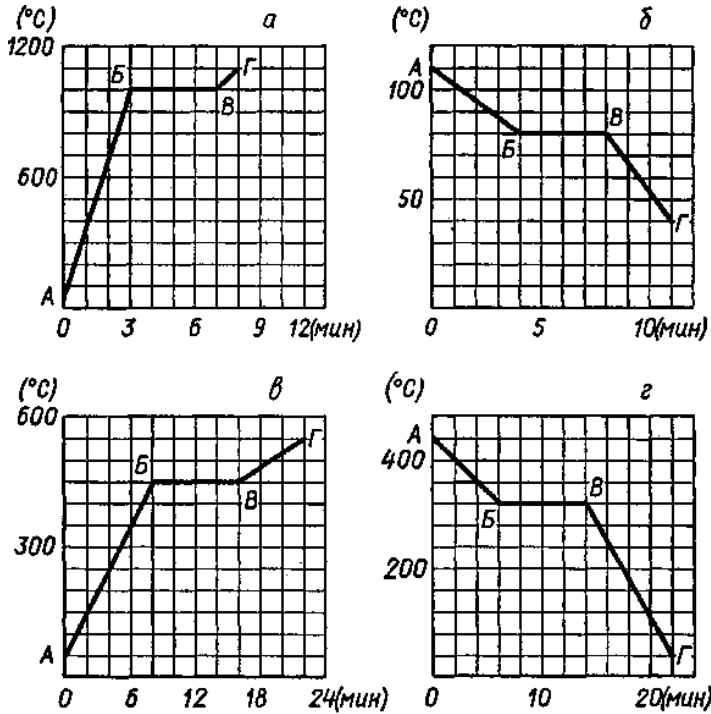 (°C) а
1200
Б Г
В
600
А
0 3 6 9 12(мин)
(°C) б
А
100
В
Б
50
Г
0 5 10(мин)
(°C) в
600
Г
Б
В
300
А
0 6 12 18 24(мин)
(°C) г
А
400
В
Б
200
Г
0 10 20(мин)